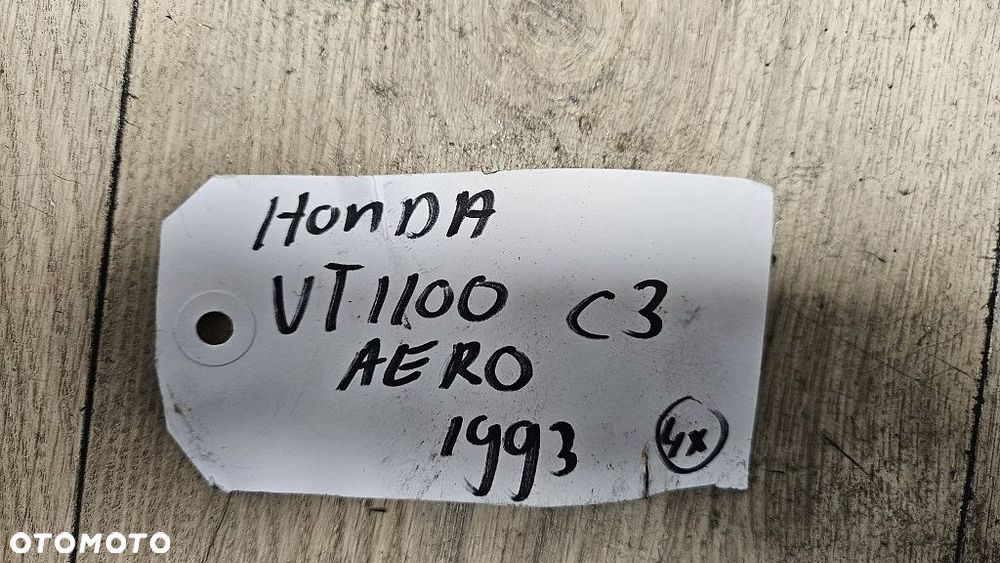 HonDA
VT1100 C3
AERO
1993
4x
OTOMOTO